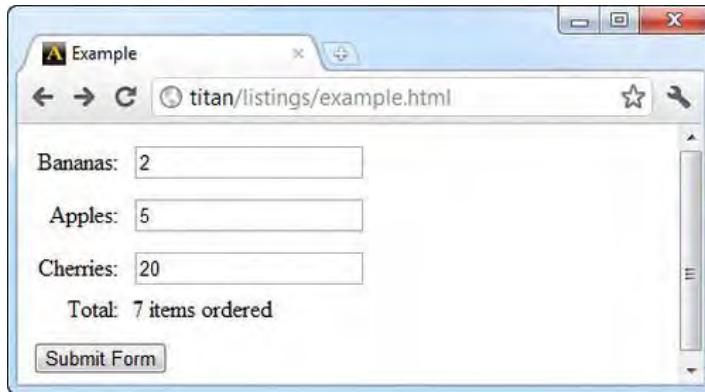 Example
titan/listings/example.html
Bananas: 2
Apples: 5
Cherries: 20
Total: 7 items ordered
Submit Form